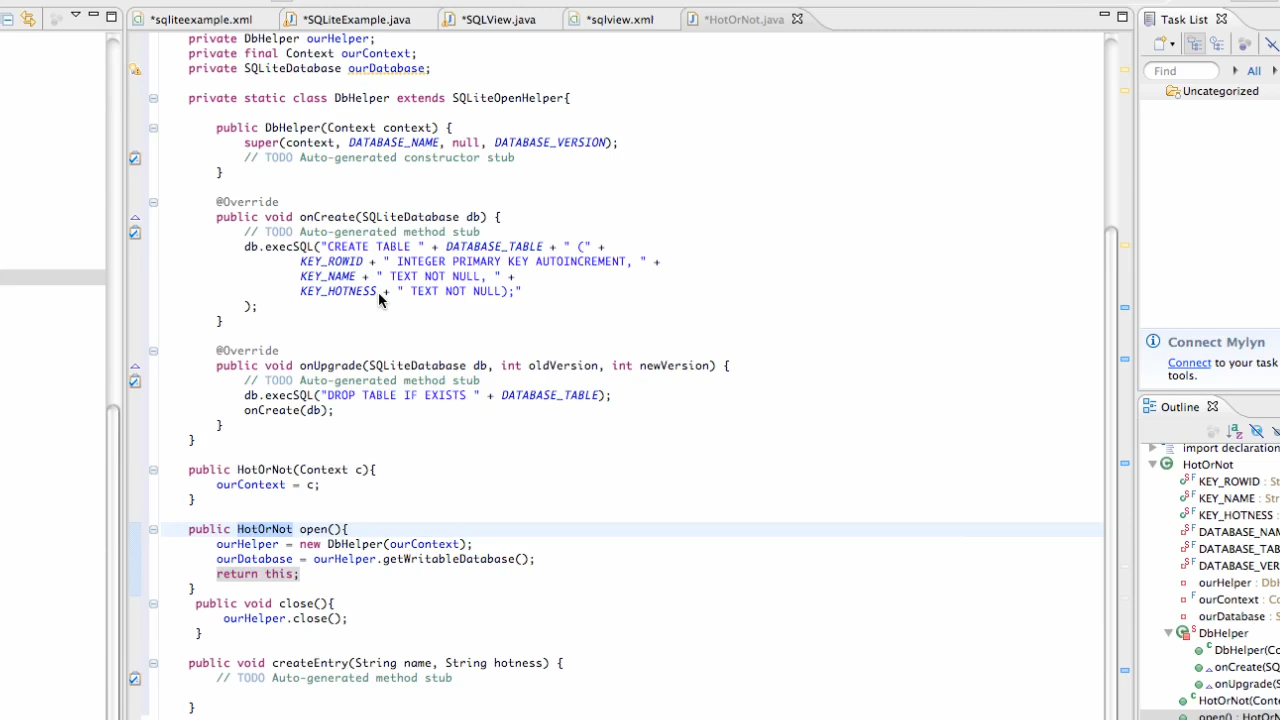 *sqliteexample.xml
*SQLiteExample.java
*SQLView.java
*sqlview.xml
*HotOrNot.java
private DbHelper ourHelper;
private final Context ourContext;
private SQLiteDatabase ourDatabase;
private static class DbHelper extends SQLiteOpenHelper{
public DbHelper(Context context) {
super(context, DATABASE_NAME, null, DATABASE_VERSION);
// TODO Auto-generated constructor stub
}
@Override
public void onCreate(SQLiteDatabase db) {
// TODO Auto-generated method stub
db.execSQL("CREATE TABLE " + DATABASE_TABLE + " (" +
KEY_ROWID + " INTEGER PRIMARY KEY AUTOINCREMENT, " +
KEY_NAME + " TEXT NOT NULL, " +
KEY_HOTNESS + " TEXT NOT NULL);"
);
}
@Override
public void onUpgrade(SQLiteDatabase db, int oldVersion, int newVersion) {
// TODO Auto-generated method stub
db.execSQL("DROP TABLE IF EXISTS " + DATABASE_TABLE);
onCreate(db);
}
}
public HotOrNot(Context c){
ourContext = c;
}
public HotOrNot open(){
ourHelper = new DbHelper(ourContext);
ourDatabase = ourHelper.getWritableDatabase();
return this;
}
public void close(){
ourHelper.close();
}
public void createEntry(String name, String hotness) {
// TODO Auto-generated method stub
}
Task List
Find
All
Uncategorized
Connect Mylyn
Connect to your task
tools.
Outline
import declaration
HotOrNot
KEY_ROWID : St
KEY_NAME : Stri
KEY_HOTNESS :
DATABASE_NAM
DATABASE_TAB
DATABASE_VER
ourHelper : DbH
ourContext : Co
ourDatabase : S
DbHelper
DbHelper(Co
onCreate(SQ
onUpgrade(S
HotOrNot(Conte
open() : HotOrN